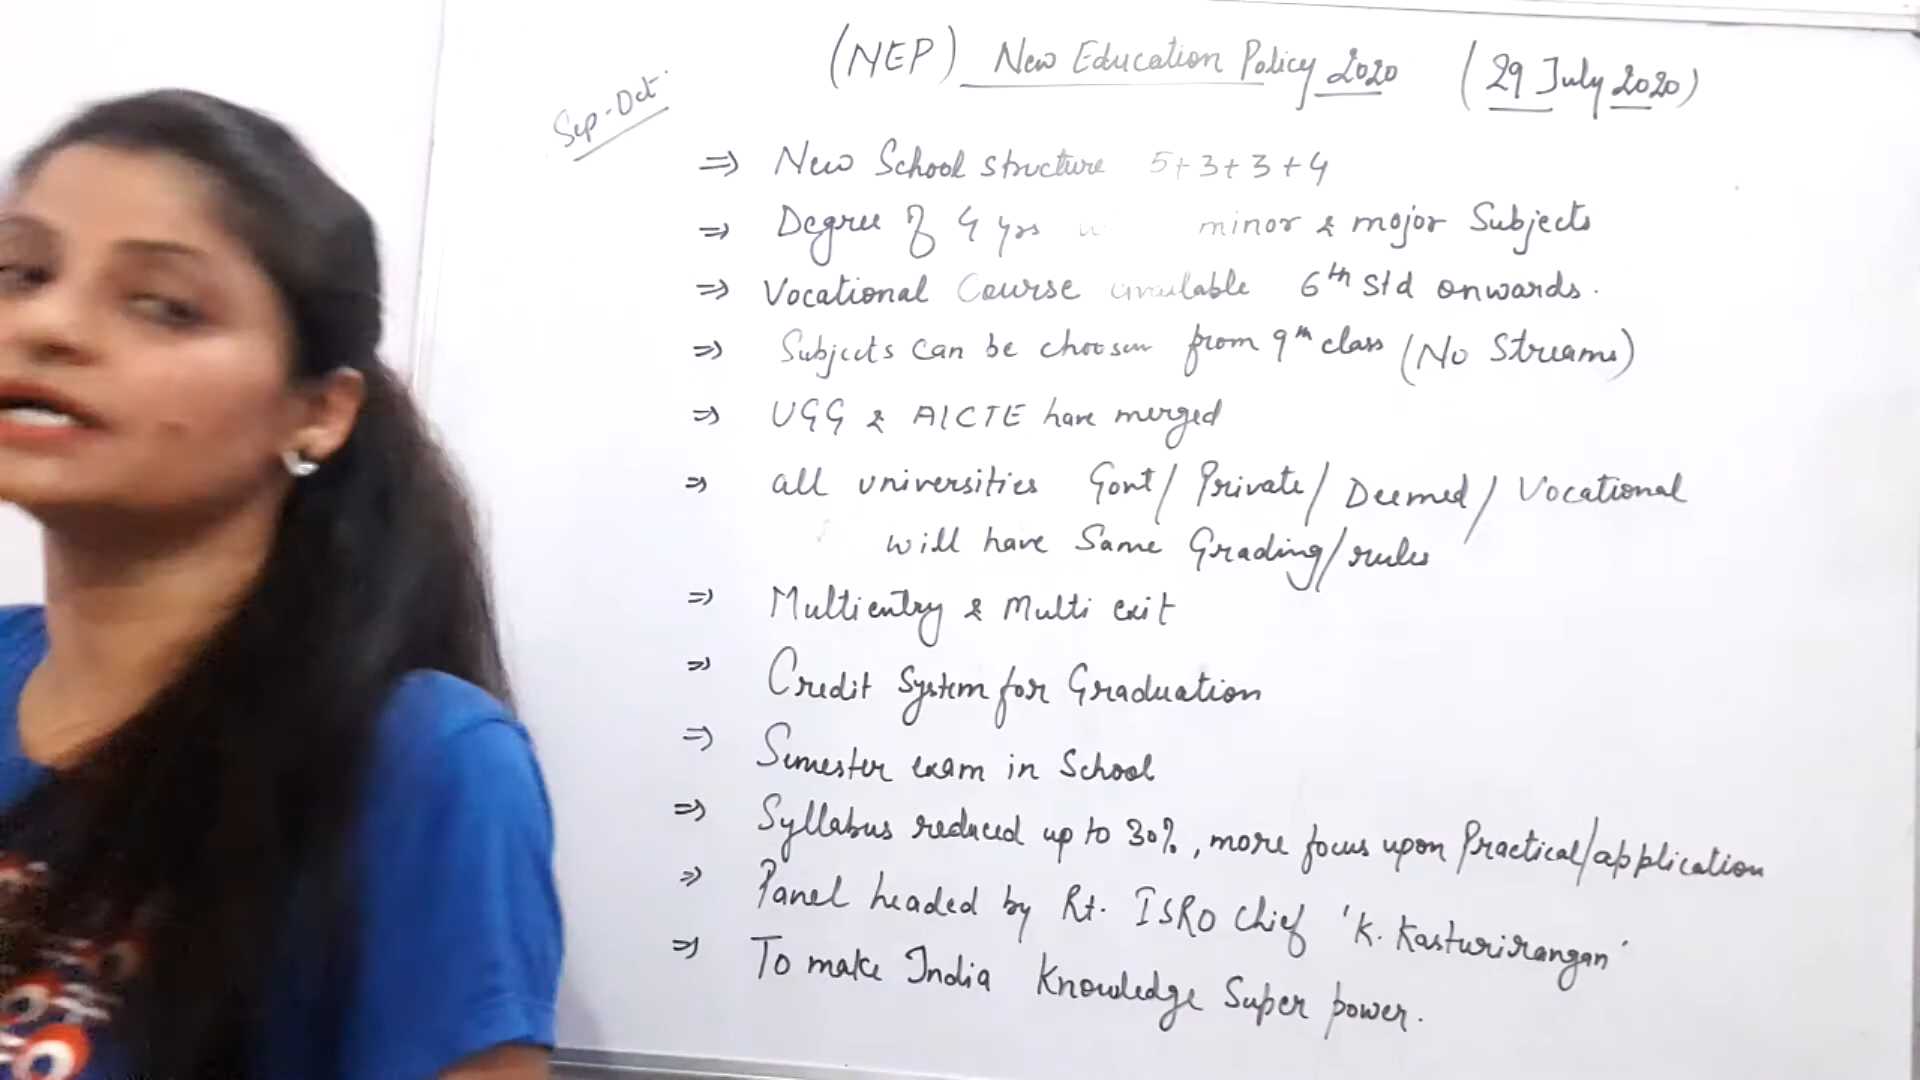 (NEP) New Education Policy 2020 (29 July 2020)
Sep-Oct
⇒ New School structure 5+3+3+4
⇒ Degree of 4 yrs minor & major Subjects
⇒ Vocational Course available 6th Std onwards.
⇒ Subjects can be choosen from 9th class (No Streams)
⇒ UGG & AICTE have merged
⇒ all universities Govt/Private/Deemed/Vocational
will have Same Grading/rules
⇒ Multientry & Multi exit
⇒ Credit System for Graduation
⇒ Semester exam in School
⇒ Syllabus reduced up to 30%, more focus upon Practical/application
⇒ Panel headed by Rt. ISRO Chief 'K. Kasturirangan'
⇒ To make India Knowledge Super power.